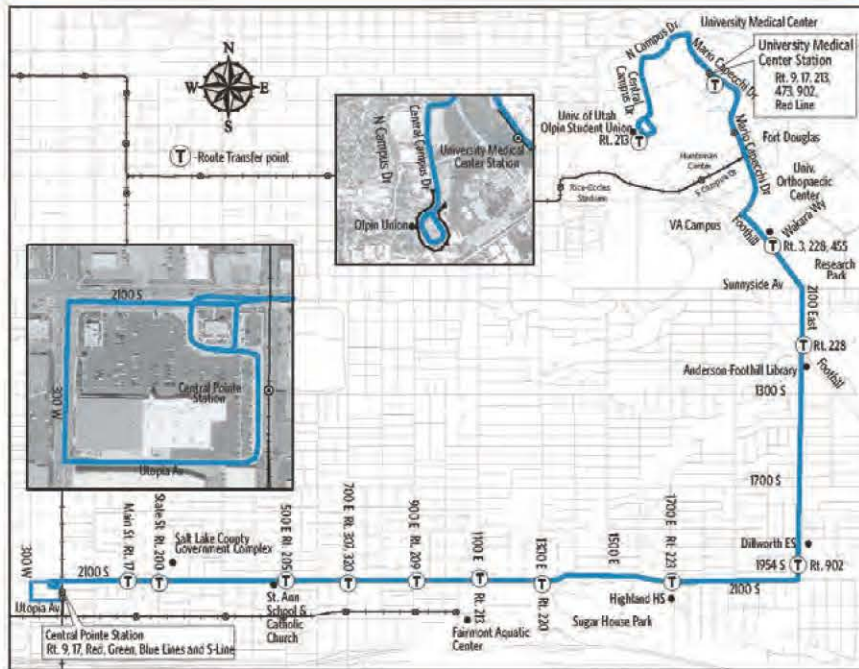 University Medical Center
N Campus Dr.
Mario Capecchi Dr
University Medical
Center Station
Rt. 9, 17, 213,
473, 902,
Red Line
N
W E
S
T -Route Transfer point
Central
Campus Dr
Univ. of Utah
Olpin Student Union
Rt. 213
T
T
Mario Capecchi Dr
Fort Douglas
Huntsman
Center
S Campus Dr
Rice-Eccles
Stadium
Univ.
Orthopaedic
Center
N Campus Dr
Central Campus Dr
University Medical
Center Station
Olpin Union
VA Campus
Foothill
Wakara Wy
T Rt. 3, 228, 455
Research
Park
Sunnyside Av
2100 East
T Rt. 228
Anderson-Foothill Library
Foothill
1300 S
2100 S
Central Pointe
Station
300 W
Utopia Av
1700 S
Dillworth ES
1954 S T Rt. 902
300 W
2100 S
Main St. Rt. 17
State St. Rt. 200
Salt Lake County
Government Complex
500 E Rt. 205
700 E Rt. 307, 320
900 E Rt. 209
1100 E
Rt. 213
1300 E
Rt. 220
1500 E
1700 E Rt. 223
2100 S
T T T T T T T T
Utopia Av
St. Ann
School &
Catholic
Church
Fairmont Aquatic
Center
Sugar House Park
Highland HS
Central Pointe Station
Rt. 9, 17, Red, Green, Blue Lines and S-Line